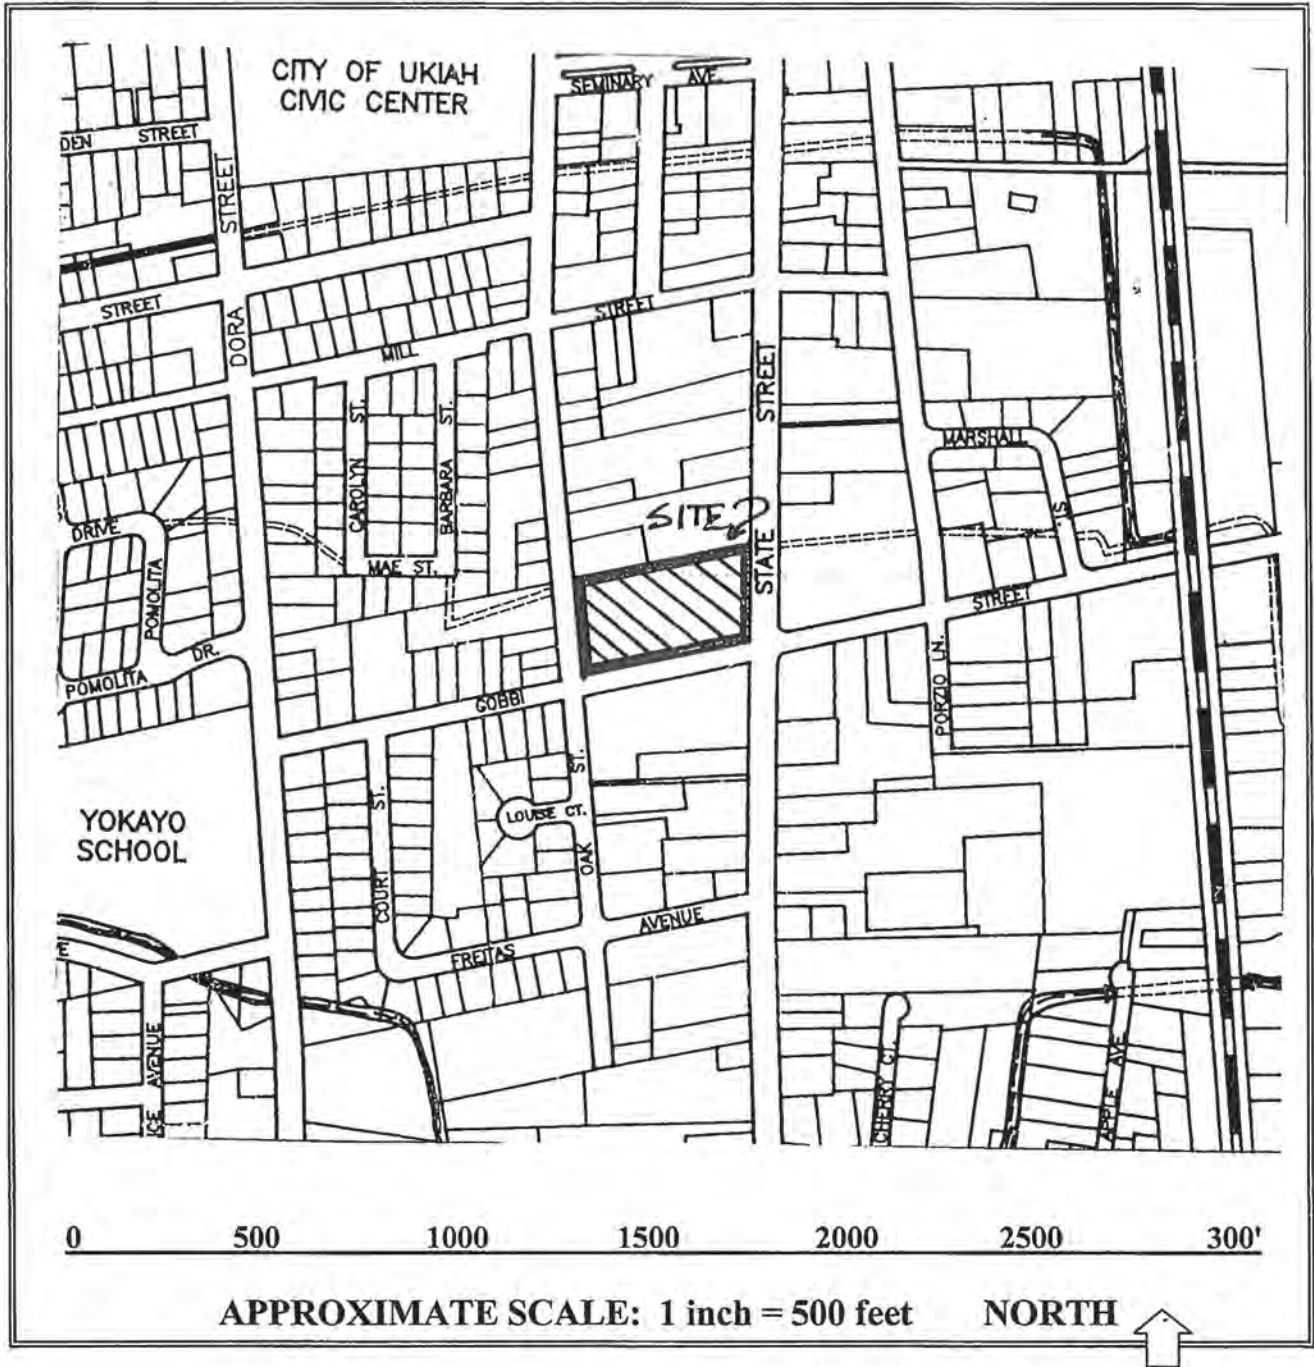 CITY OF UKIAH
CIVIC CENTER
SEMINARY AVE.
DEN STREET
STREET
STREET
DORA
STREET
MILL
STREET
CAROLYN ST.
BARBARA ST.
STATE STREET
MARSHALL
ST.
SITE
DRIVE
POMOLITA
MAE ST.
POMOLITA DR.
STREET
PORZIO LN.
GOBBI
YOKAYO
SCHOOL
COURT ST.
LOUISE CT.
OAK ST.
FREITAS
AVENUE
E
ICE AVENUE
CHERRY CT.
APPLE AVE
0 500 1000 1500 2000 2500 300'
APPROXIMATE SCALE: 1 inch = 500 feet NORTH